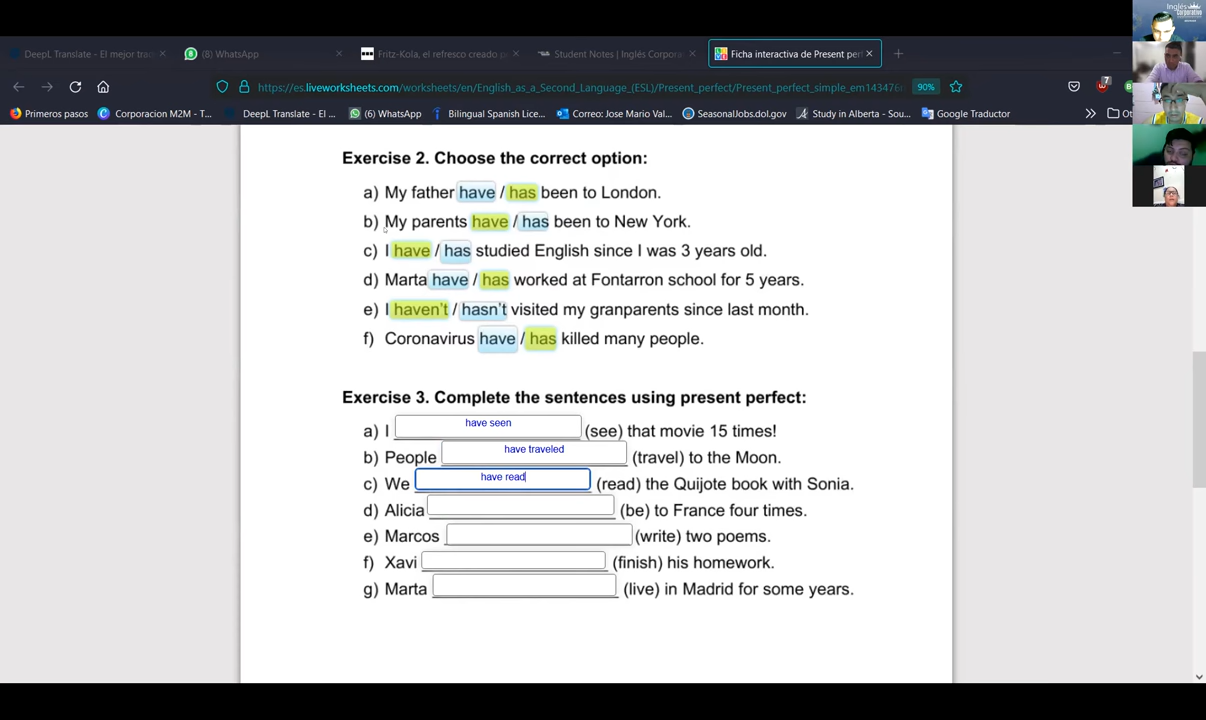 Inglés
corporativo
DeepL Translate - El mejor trad
(8) WhatsApp
Fritz-Kola, el refresco creado pe
Student Notes | Inglés Corpora
Ficha interactiva de Present perf
https://es.liveworksheets.com/worksheets/en/English_as_a_Second_Language_(ESL)/Present_perfect/Present_perfect_simple_em143476
90%
7
Primeros pasos
Corporacion M2M - T...
DeepL Translate - El ...
(6) WhatsApp
Bilingual Spanish Lice...
Correo: Jose Mario Val...
SeasonalJobs.dol.gov
Study in Alberta - Sou...
Google Traductor
Exercise 2. Choose the correct option:
a) My father have / has been to London.
b) My parents have / has been to New York.
c) I have / has studied English since I was 3 years old.
d) Marta have / has worked at Fontarron school for 5 years.
e) I haven't / hasn't visited my granparents since last month.
f) Coronavirus have / has killed many people.
Exercise 3. Complete the sentences using present perfect:
a) I have seen (see) that movie 15 times!
b) People have traveled (travel) to the Moon.
c) We have read (read) the Quijote book with Sonia.
d) Alicia (be) to France four times.
e) Marcos (write) two poems.
f) Xavi (finish) his homework.
g) Marta (live) in Madrid for some years.